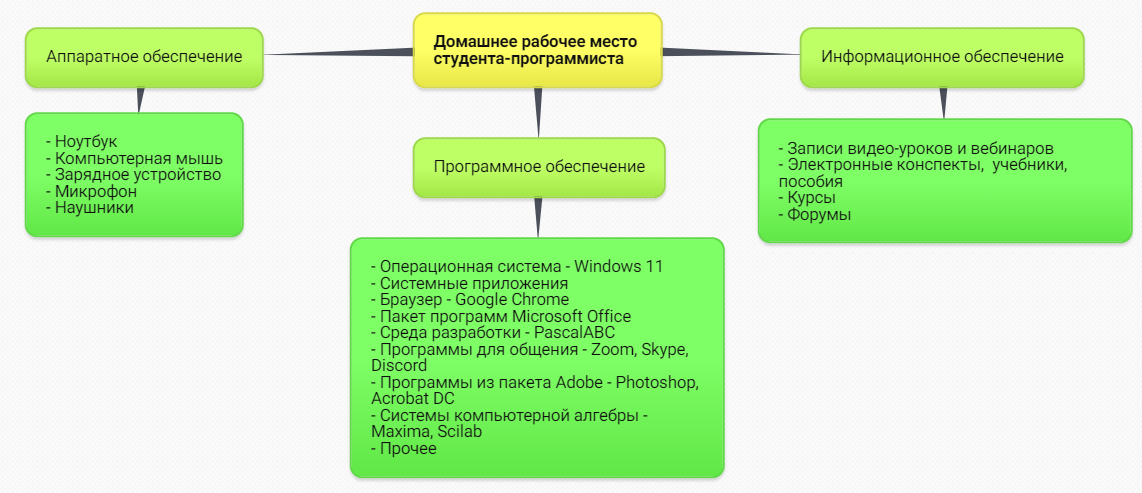 Домашнее рабочее место
студента-программиста
Аппаратное обеспечение
- Ноутбук
- Компьютерная мышь
- Зарядное устройство
- Микрофон
- Наушники
Программное обеспечение
- Операционная система - Windows 11
- Системные приложения
- Браузер - Google Chrome
- Пакет программ Microsoft Office
- Среда разработки - PascalABC
- Программы для общения - Zoom, Skype,
Discord
- Программы из пакета Adobe - Photoshop,
Acrobat DC
- Системы компьютерной алгебры -
Maxima, Scilab
- Прочее
Информационное обеспечение
- Записи видео-уроков и вебинаров
- Электронные конспекты,  учебники,
пособия
- Курсы
- Форумы